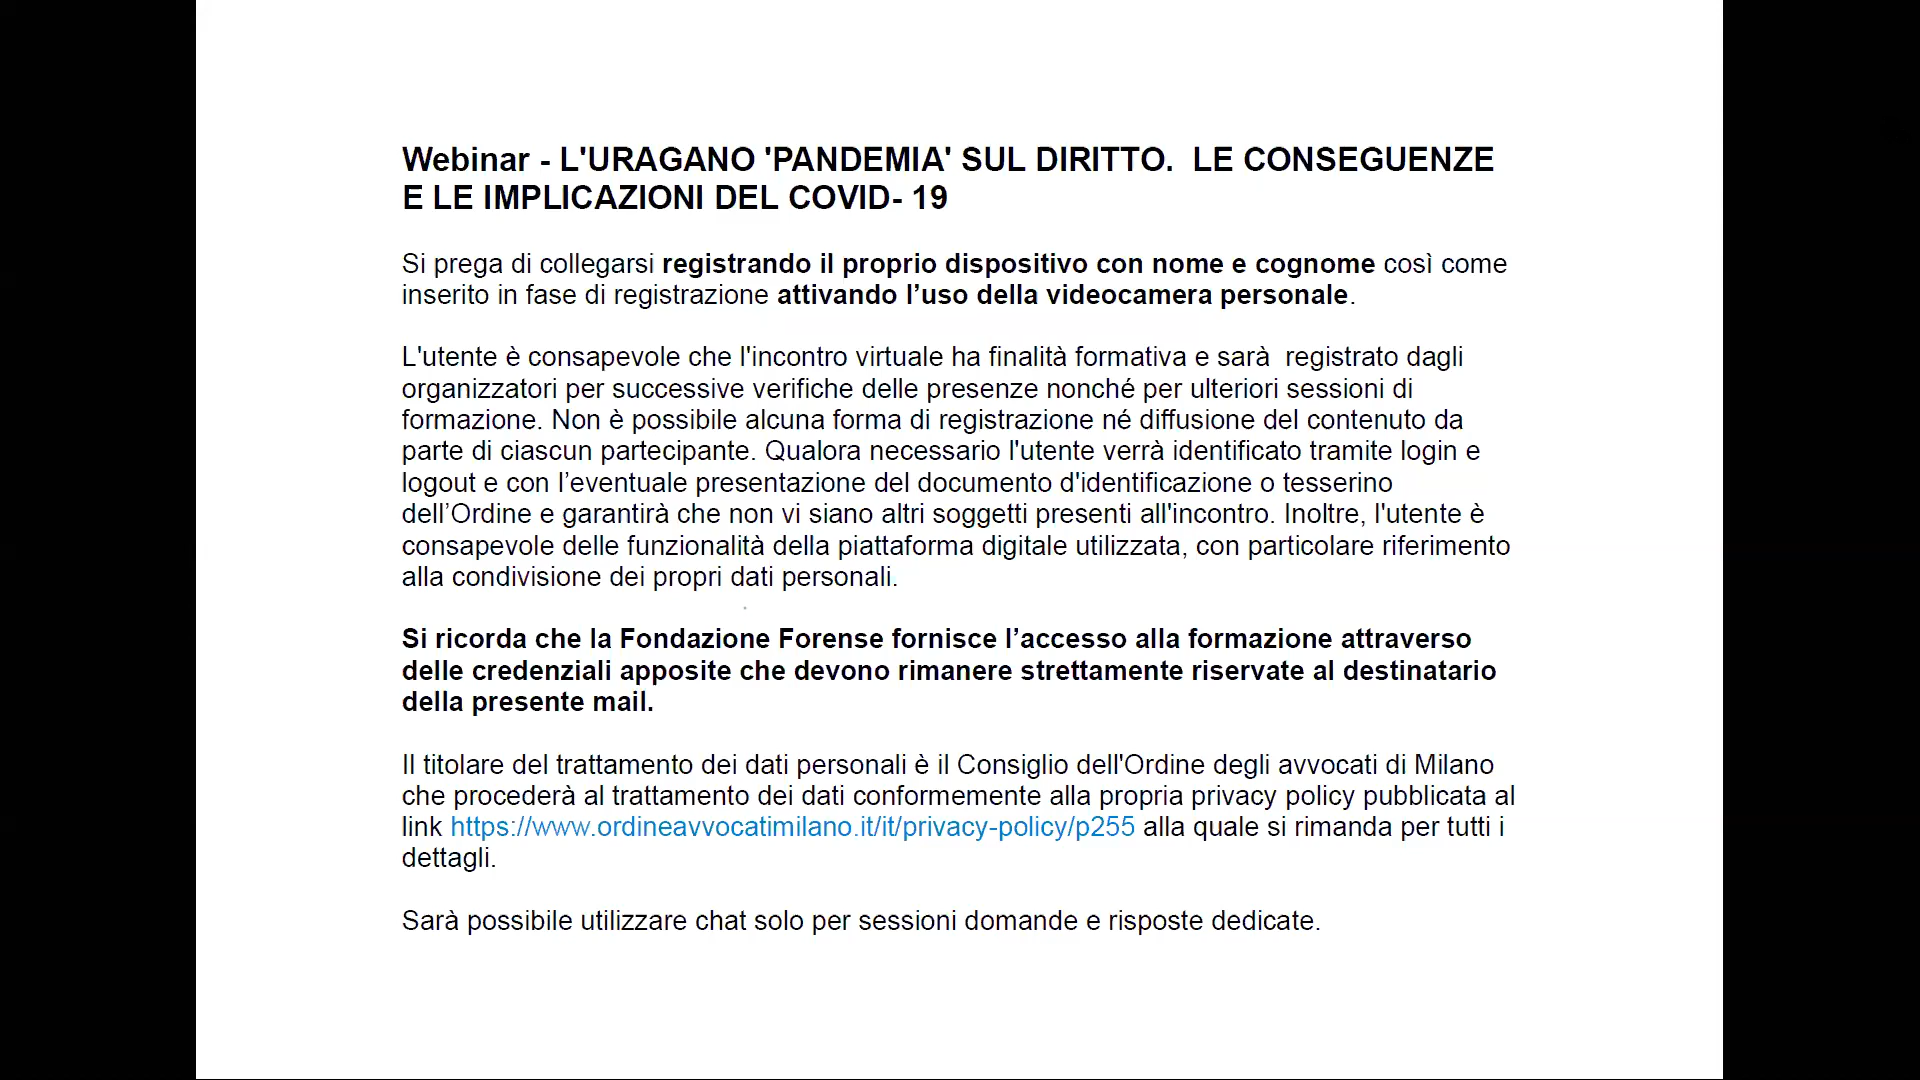 Webinar - L'URAGANO 'PANDEMIA' SUL DIRITTO.  LE CONSEGUENZE
E LE IMPLICAZIONI DEL COVID- 19
Si prega di collegarsi registrando il proprio dispositivo con nome e cognome così come
inserito in fase di registrazione attivando l’uso della videocamera personale.
L'utente è consapevole che l'incontro virtuale ha finalità formativa e sarà  registrato dagli
organizzatori per successive verifiche delle presenze nonché per ulteriori sessioni di
formazione. Non è possibile alcuna forma di registrazione né diffusione del contenuto da
parte di ciascun partecipante. Qualora necessario l'utente verrà identificato tramite login e
logout e con l’eventuale presentazione del documento d'identificazione o tesserino
dell’Ordine e garantirà che non vi siano altri soggetti presenti all'incontro. Inoltre, l'utente è
consapevole delle funzionalità della piattaforma digitale utilizzata, con particolare riferimento
alla condivisione dei propri dati personali.
Si ricorda che la Fondazione Forense fornisce l’accesso alla formazione attraverso
delle credenziali apposite che devono rimanere strettamente riservate al destinatario
della presente mail.
Il titolare del trattamento dei dati personali è il Consiglio dell'Ordine degli avvocati di Milano
che procederà al trattamento dei dati conformemente alla propria privacy policy pubblicata al
link https://www.ordineavvocatimilano.it/it/privacy-policy/p255 alla quale si rimanda per tutti i
dettagli.
Sarà possibile utilizzare chat solo per sessioni domande e risposte dedicate.